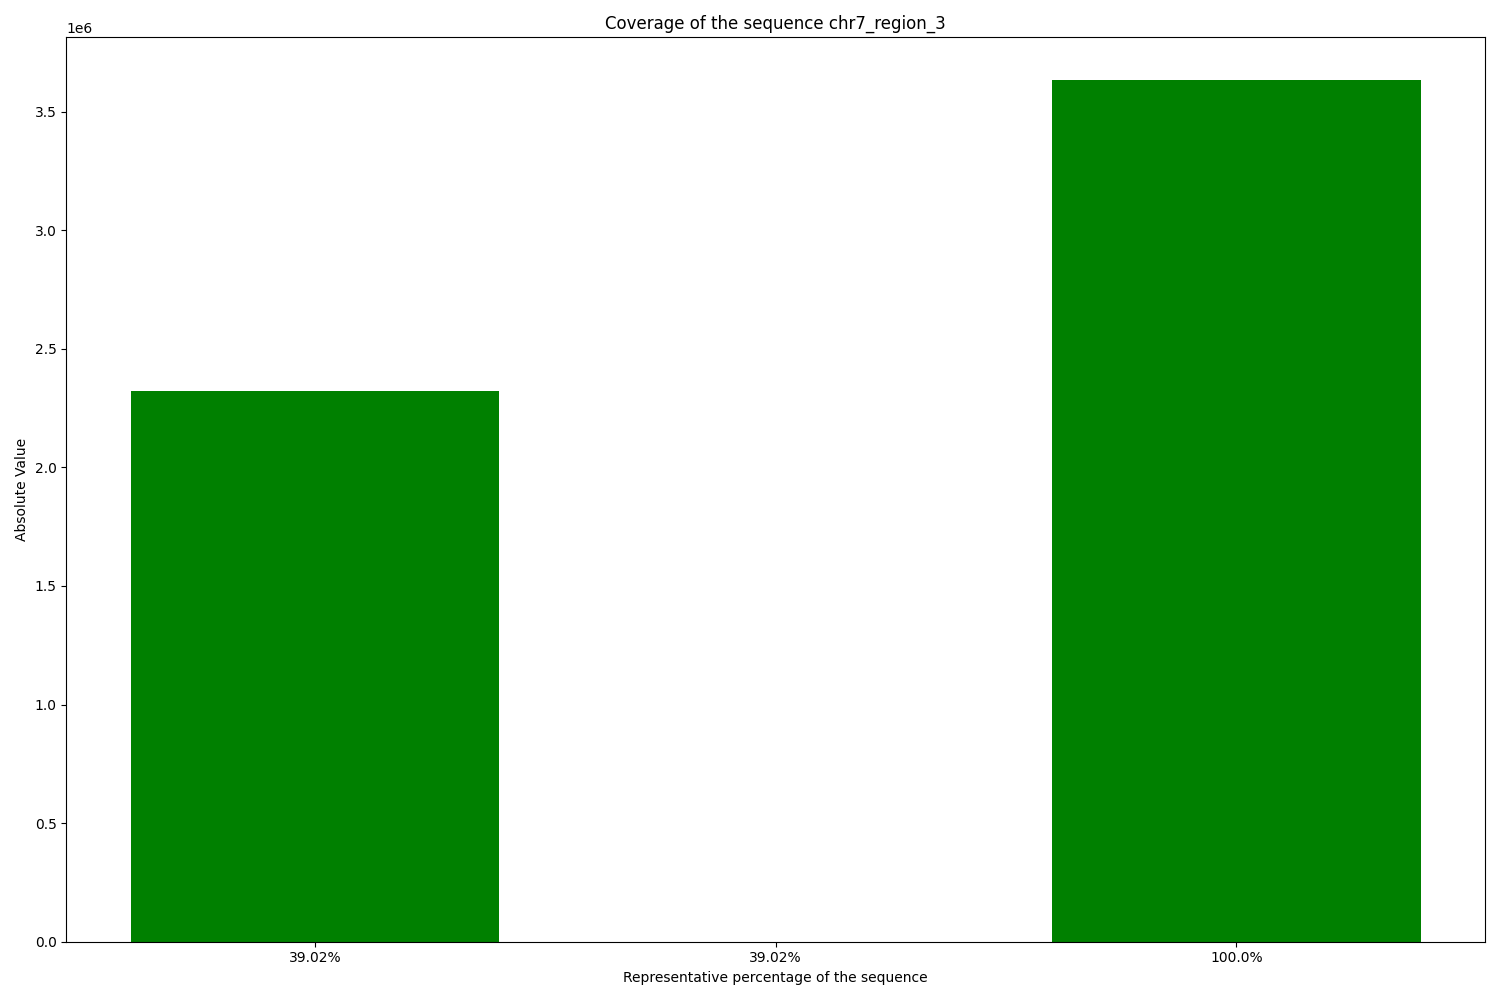 Coverage of the sequence chr7_region_3
1e6
3.5
3.0
2.5
2.0
1.5
1.0
0.5
0.0
Absolute Value
39.02%
39.02%
100.0%
Representative percentage of the sequence